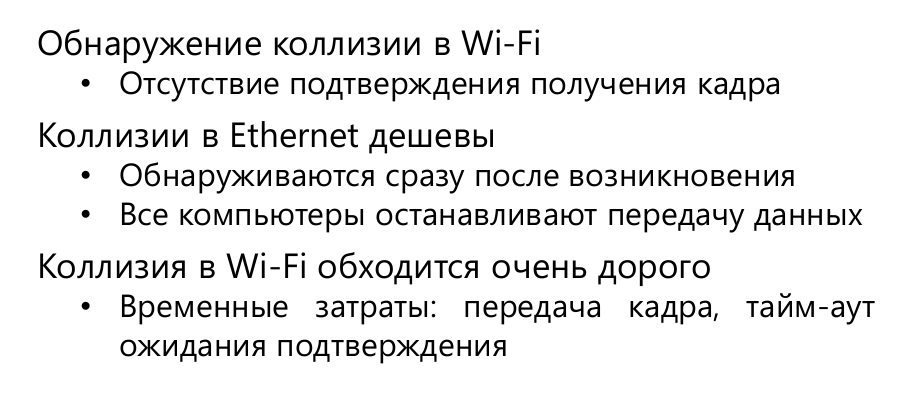 Обнаружение коллизии в Wi-Fi
• Отсутствие подтверждения получения кадра
Коллизии в Ethernet дешевы
• Обнаруживаются сразу после возникновения
• Все компьютеры останавливают передачу данных
Коллизия в Wi-Fi обходится очень дорого
• Временные затраты: передача кадра, тайм-аут
ожидания подтверждения